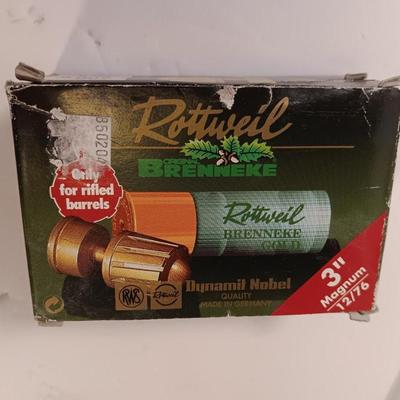 Rottweil
BRENNEKE
Only
for rifled
barrels
Rottweil
BRENNEKE
GOLD
3"
Magnum
12/76
RWS
Rottweil
Dynamit Nobel
QUALITY
MADE IN GERMANY